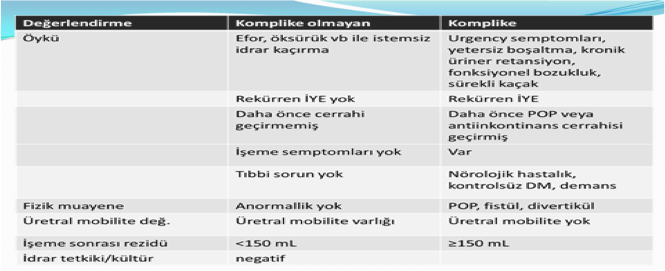 Değerlendirme Komplike olmayan Komplike
Öykü Efor, öksürük vb ile istemsiz idrar kaçırma Urgency semptomları, yetersiz boşaltma, kronik üriner retansiyon, fonksiyonel bozukluk, sürekli kaçak
Rekürren İYE yok Rekürren İYE
Daha önce cerrahi geçirmemiş Daha önce POP veya antiinkontinans cerrahisi geçirmiş
İşeme semptomları yok Var
Tıbbi sorun yok Nörolojik hastalık, kontrolsüz DM, demans
Fizik muayene Anormallik yok POP, fistül, divertikül
Üretral mobilite değ. Üretral mobilite varlığı Üretral mobilite yok
İşeme sonrası rezidü <150 mL ≥150 mL
İdrar tetkiki/kültür negatif